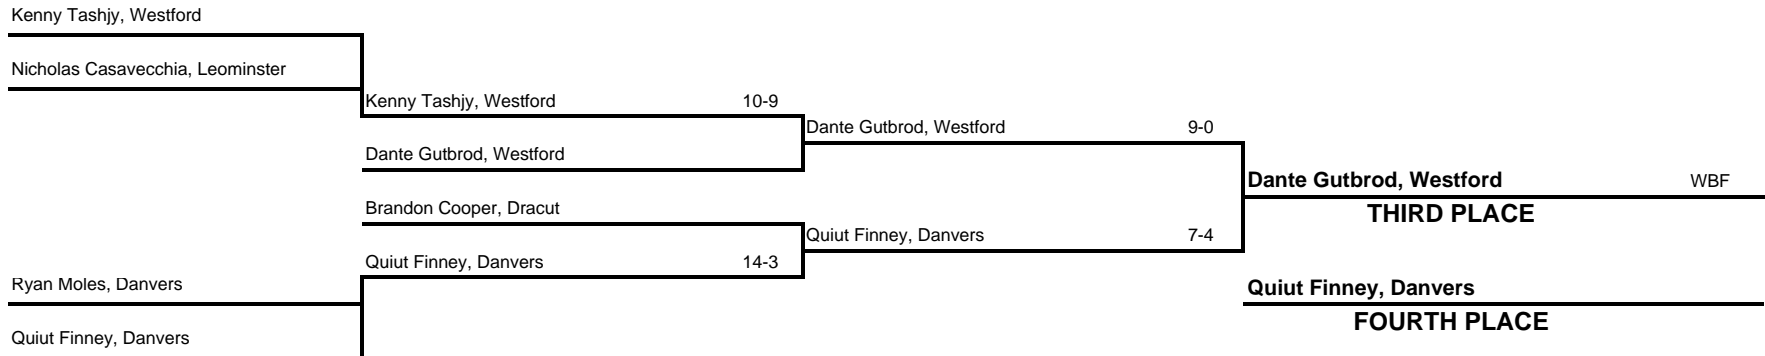 Kenny Tashjy, Westford
Nicholas Casavecchia, Leominster
Kenny Tashjy, Westford 10-9
Dante Gutbrod, Westford 9-0
Dante Gutbrod, Westford
Dante Gutbrod, Westford WBF
THIRD PLACE
Brandon Cooper, Dracut
Quiut Finney, Danvers 7-4
Quiut Finney, Danvers 14-3
Ryan Moles, Danvers
Quiut Finney, Danvers
FOURTH PLACE
Quiut Finney, Danvers